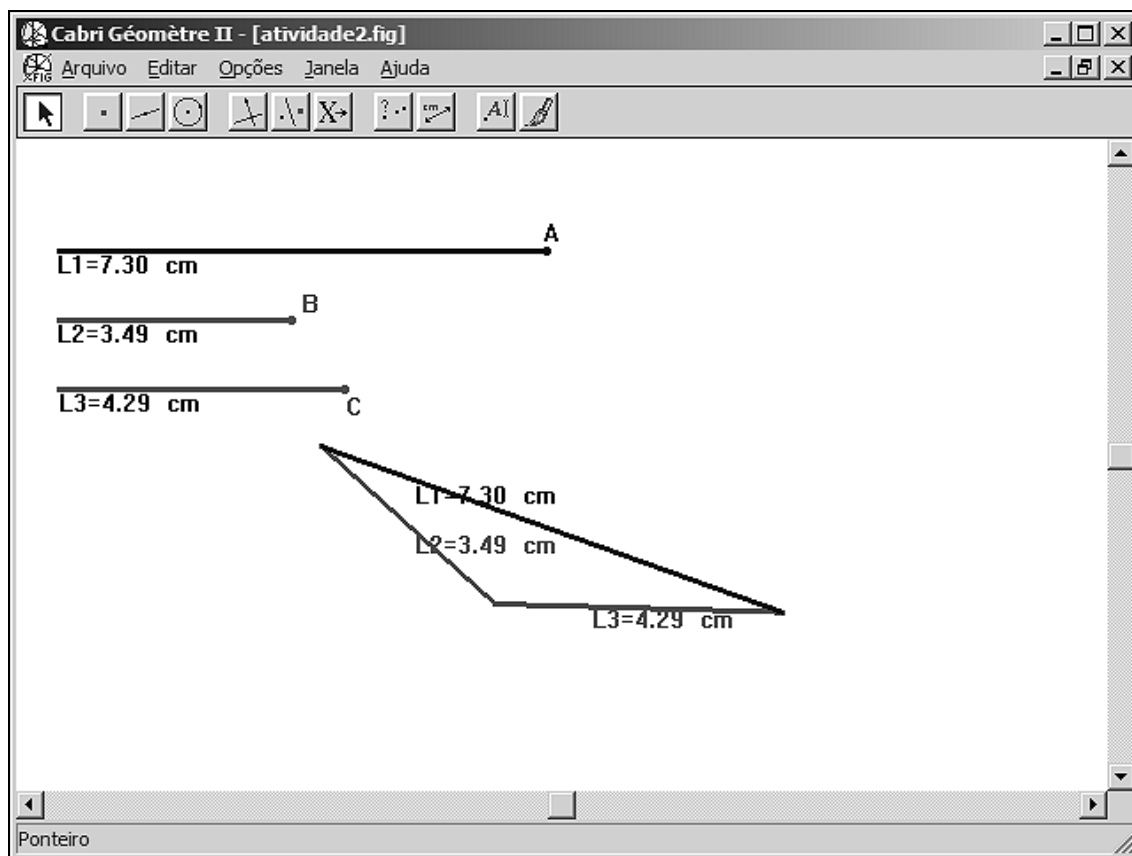 Cabri Géomètre II - [atividade2.fig]
Arquivo Editar Opções Janela Ajuda
A
L1=7.30 cm
B
L2=3.49 cm
L3=4.29 cm
C
L1=7.30 cm
L2=3.49 cm
L3=4.29 cm
Ponteiro